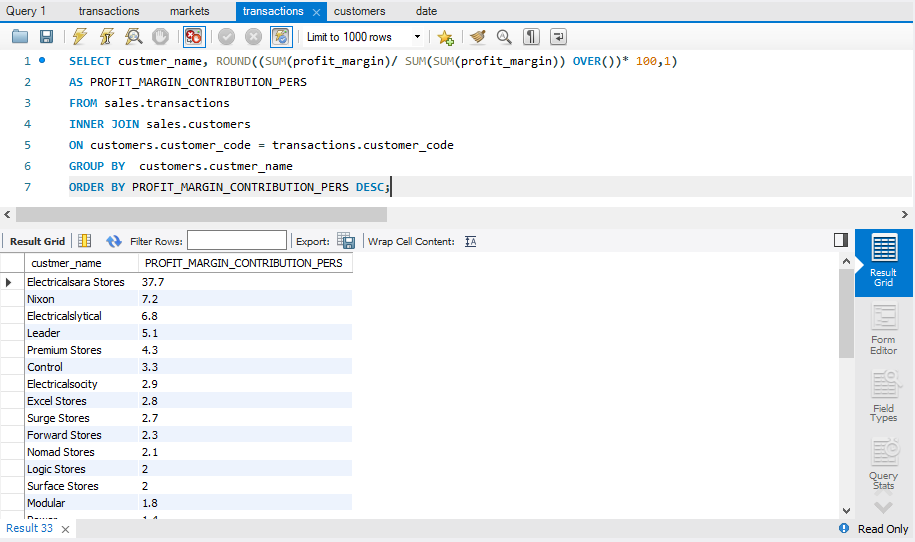 Query 1 transactions markets transactions customers date
Limit to 1000 rows
1 SELECT custmer_name, ROUND((SUM(profit_margin)/ SUM(SUM(profit_margin)) OVER())* 100,1)
2 AS PROFIT_MARGIN_CONTRIBUTION_PERS
3 FROM sales.transactions
4 INNER JOIN sales.customers
5 ON customers.customer_code = transactions.customer_code
6 GROUP BY  customers.custmer_name
7 ORDER BY PROFIT_MARGIN_CONTRIBUTION_PERS DESC;
Result Grid Filter Rows: Export: Wrap Cell Content:
custmer_name PROFIT_MARGIN_CONTRIBUTION_PERS
Electricalsara Stores 37.7
Nixon 7.2
Electricalslytical 6.8
Leader 5.1
Premium Stores 4.3
Control 3.3
Electricalsocity 2.9
Excel Stores 2.8
Surge Stores 2.7
Forward Stores 2.3
Nomad Stores 2.1
Logic Stores 2
Surface Stores 2
Modular 1.8
Result
Grid
Form
Editor
Field
Types
Query
Stats
Result 33
Read Only